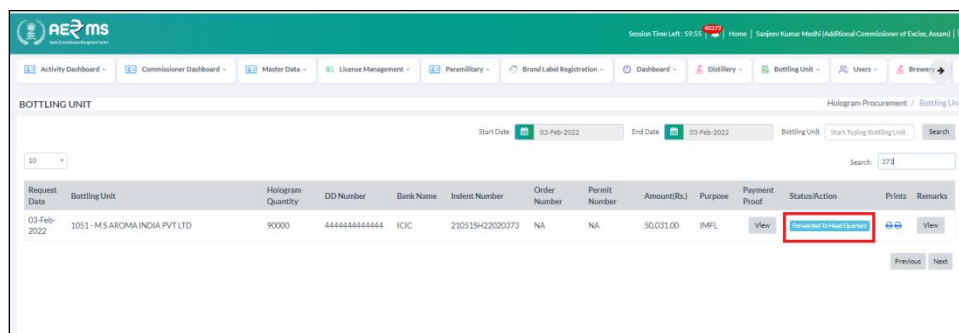 AERMS
Session Time Left : 59:55 45272 Home | Sanjeev Kumar Medhi (Additional Commissioner of Excise, Assam) |
Activity Dashboard Commissioner Dashboard Master Data License Management Paramilitary Brand Label Registration Dashboard Distillery Bottling Unit Users Brewery
BOTTLING UNIT Hologram Procurement / Bottling Uni
Start Date 03-Feb-2022 End Date 03-Feb-2022 Bottling Unit Start Typing Bottling Unit Search
10 Search: 373
Request Date Bottling Unit Hologram Quantity DD Number Bank Name Indent Number Order Number Permit Number Amount(Rs.) Purpose Payment Proof Status/Action Prints Remarks
03-Feb-2022 1051 - M S AROMA INDIA PVT LTD 90000 4444444444444 ICIC 21051SH22020373 NA NA 50,031.00 IMFL View Forwarded To Head Quarters View
Previous Next